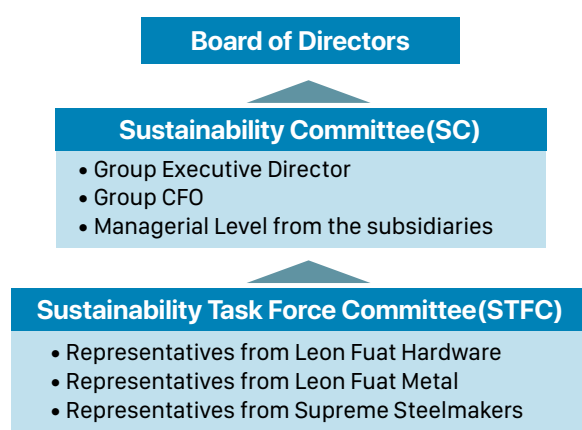 Board of Directors
Sustainability Committee(SC)
• Group Executive Director
• Group CFO
• Managerial Level from the subsidiaries
Sustainability Task Force Committee(STFC)
• Representatives from Leon Fuat Hardware
• Representatives from Leon Fuat Metal
• Representatives from Supreme Steelmakers